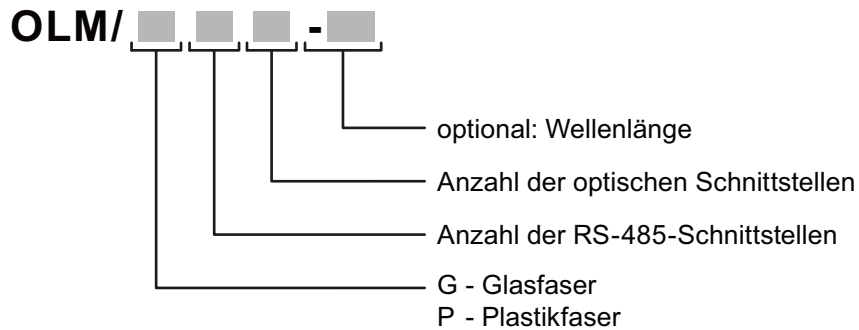 OLM/ -
optional: Wellenlänge
Anzahl der optischen Schnittstellen
Anzahl der RS-485-Schnittstellen
G - Glasfaser
P - Plastikfaser